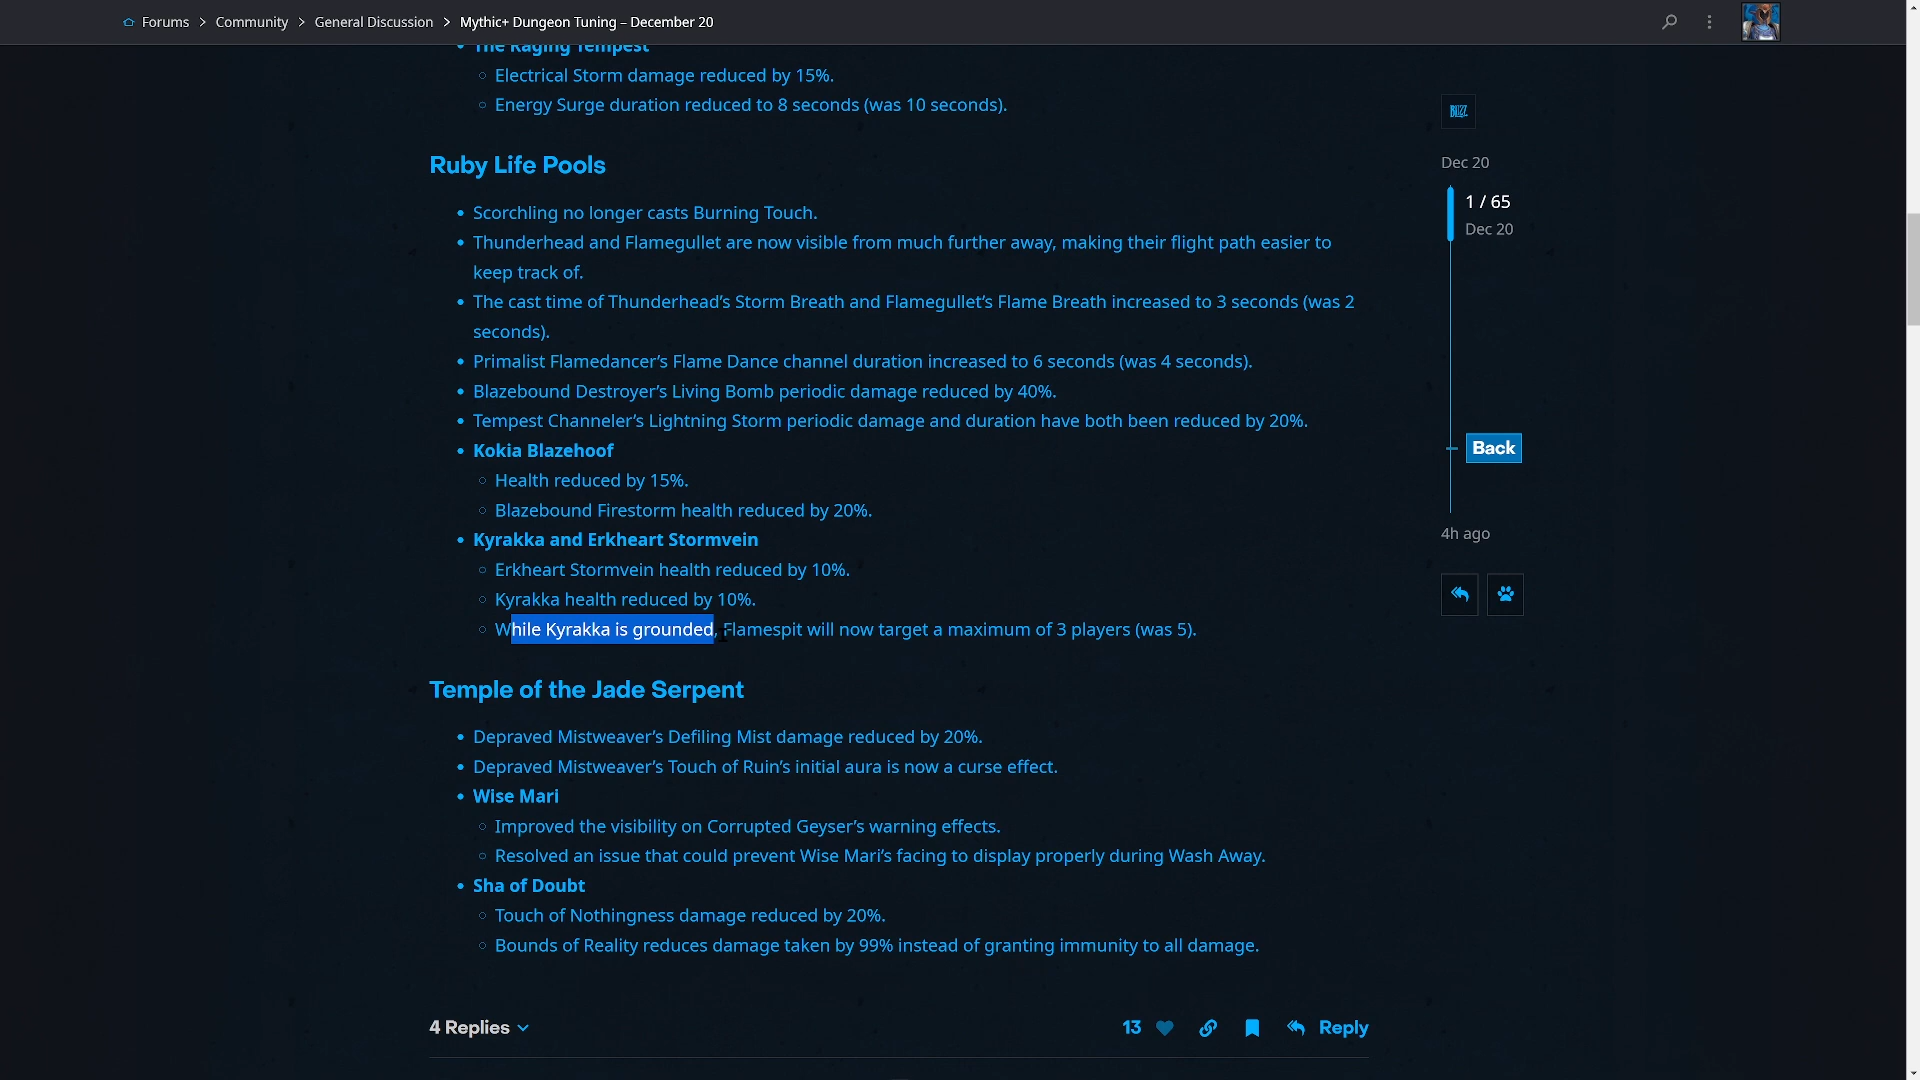 Forums > Community > General Discussion > Mythic+ Dungeon Tuning – December 20
The Raging Tempest
Electrical Storm damage reduced by 15%.
Energy Surge duration reduced to 8 seconds (was 10 seconds).
BLIZZ
Dec 20
Ruby Life Pools
1 / 65
Dec 20
Scorchling no longer casts Burning Touch.
Thunderhead and Flamegullet are now visible from much further away, making their flight path easier to
keep track of.
The cast time of Thunderhead’s Storm Breath and Flamegullet’s Flame Breath increased to 3 seconds (was 2
seconds).
Primalist Flamedancer’s Flame Dance channel duration increased to 6 seconds (was 4 seconds).
Blazebound Destroyer’s Living Bomb periodic damage reduced by 40%.
Tempest Channeler’s Lightning Storm periodic damage and duration have both been reduced by 20%.
Kokia Blazehoof
Back
Health reduced by 15%.
Blazebound Firestorm health reduced by 20%.
Kyrakka and Erkheart Stormvein
4h ago
Erkheart Stormvein health reduced by 10%.
Kyrakka health reduced by 10%.
While Kyrakka is grounded, Flamespit will now target a maximum of 3 players (was 5).
Temple of the Jade Serpent
Depraved Mistweaver’s Defiling Mist damage reduced by 20%.
Depraved Mistweaver’s Touch of Ruin’s initial aura is now a curse effect.
Wise Mari
Improved the visibility on Corrupted Geyser’s warning effects.
Resolved an issue that could prevent Wise Mari’s facing to display properly during Wash Away.
Sha of Doubt
Touch of Nothingness damage reduced by 20%.
Bounds of Reality reduces damage taken by 99% instead of granting immunity to all damage.
4 Replies
13
Reply